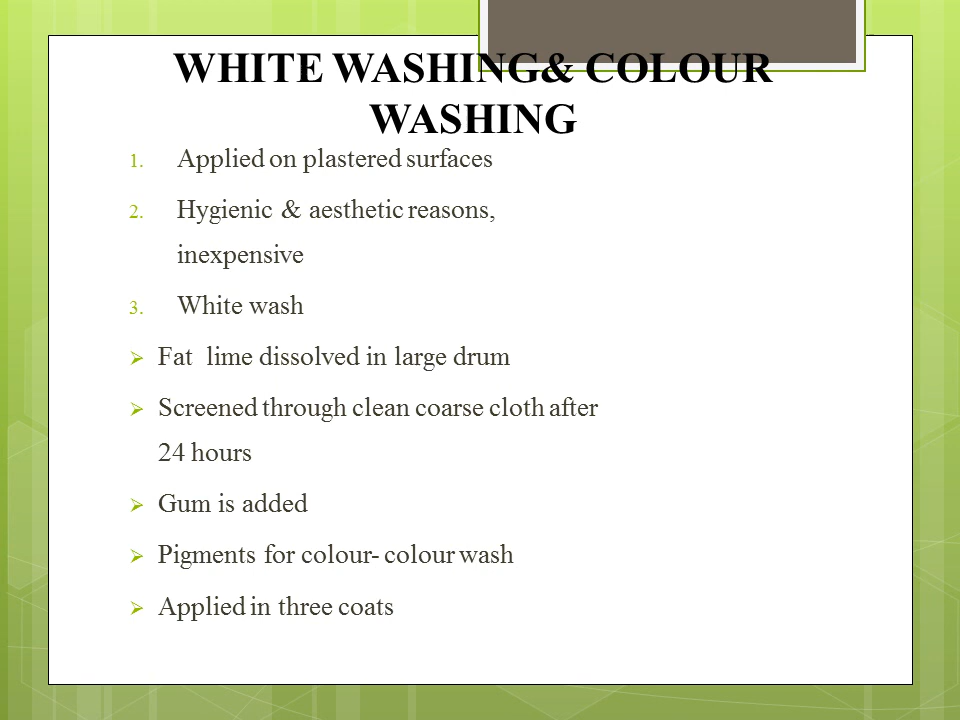 WHITE WASHING& COLOUR
WASHING
1. Applied on plastered surfaces
2. Hygienic & aesthetic reasons,
inexpensive
3. White wash
➢ Fat lime dissolved in large drum
➢ Screened through clean coarse cloth after
24 hours
➢ Gum is added
➢ Pigments for colour- colour wash
➢ Applied in three coats